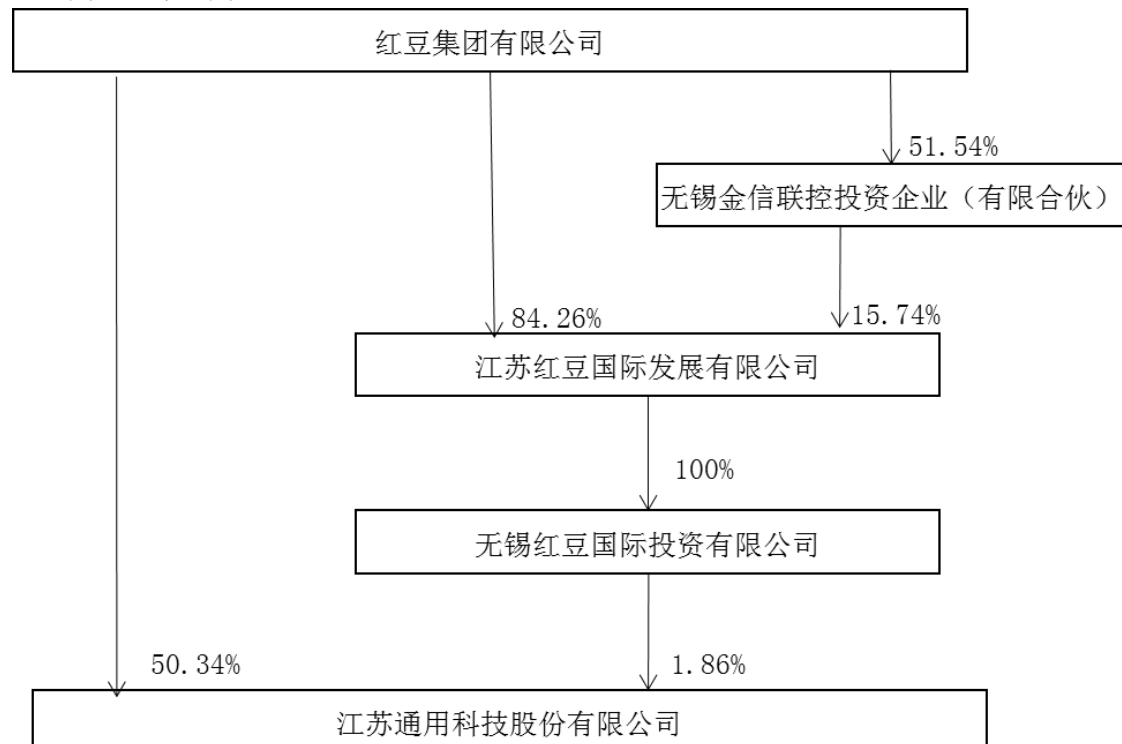 红豆集团有限公司
51.54%
无锡金信联控投资企业（有限合伙）
84.26%
15.74%
江苏红豆国际发展有限公司
100%
无锡红豆国际投资有限公司
50.34%
1.86%
江苏通用科技股份有限公司